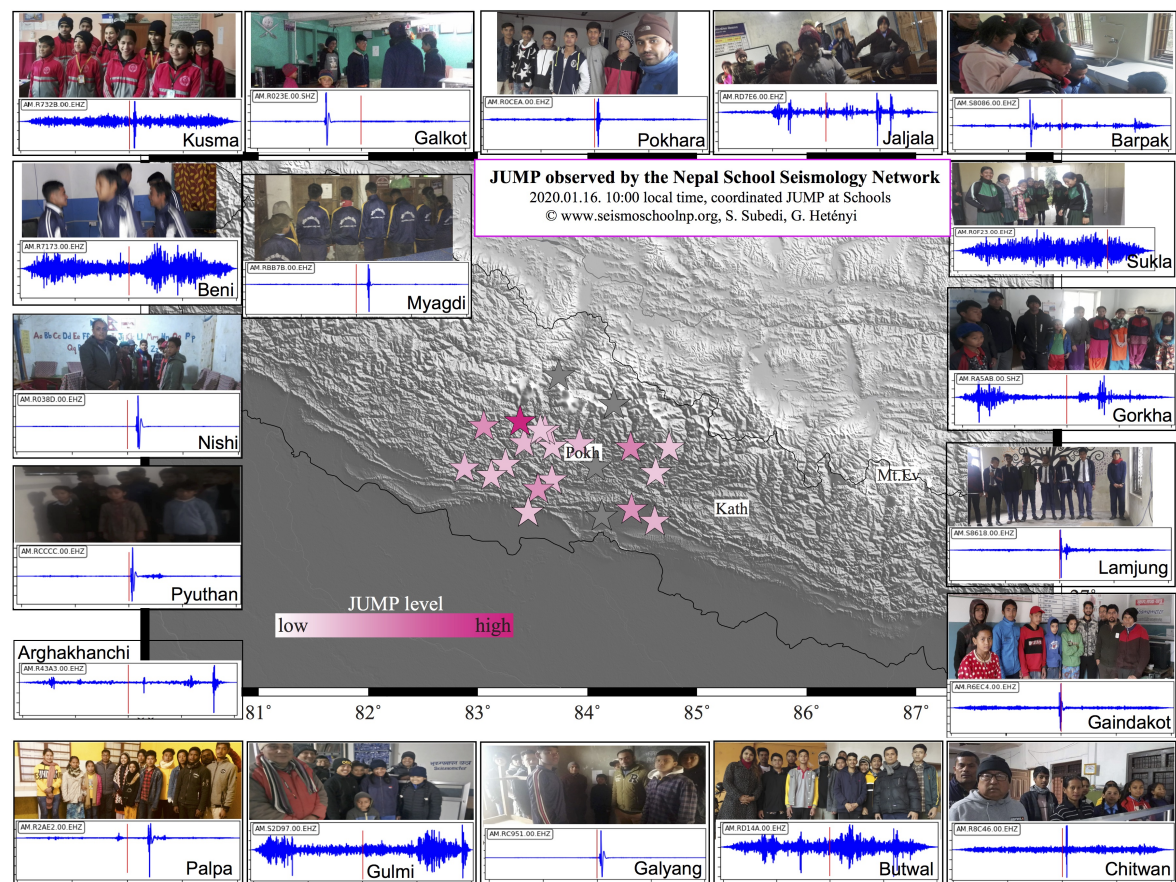 AM.R732B.00.EHZ
Kusma
AM.R023E.00.SHZ
Galkot
AM.R0CEA.00.EHZ
Pokhara
AM.RD7E6.00.EHZ
Jaljala
AM.S8086.00.EHZ
Barpak
AM.R7173.00.EHZ
Beni
AM.RBB7B.00.EHZ
Myagdi
JUMP observed by the Nepal School Seismology Network
2020.01.16. 10:00 local time, coordinated JUMP at Schools
© www.seismoschoolnp.org, S. Subedi, G. Hetényi
AM.R0F23.00.EHZ
Sukla
AM.R038D.00.EHZ
Nishi
AM.RA5AB.00.SHZ
Gorkha
Pokh
Mt.Ev
Kath
AM.RCCCC.00.EHZ
Pyuthan
AM.S8618.00.EHZ
Lamjung
27°
JUMP level
low
high
Arghakhanchi
AM.R43A3.00.EHZ
AM.R6EC4.00.EHZ
Gaindakot
81°
82°
83°
84°
85°
86°
87°
AM.R2AE2.00.EHZ
Palpa
AM.S2D97.00.EHZ
Gulmi
AM.RC951.00.EHZ
Galyang
AM.RD14A.00.EHZ
Butwal
AM.R8C46.00.EHZ
Chitwan